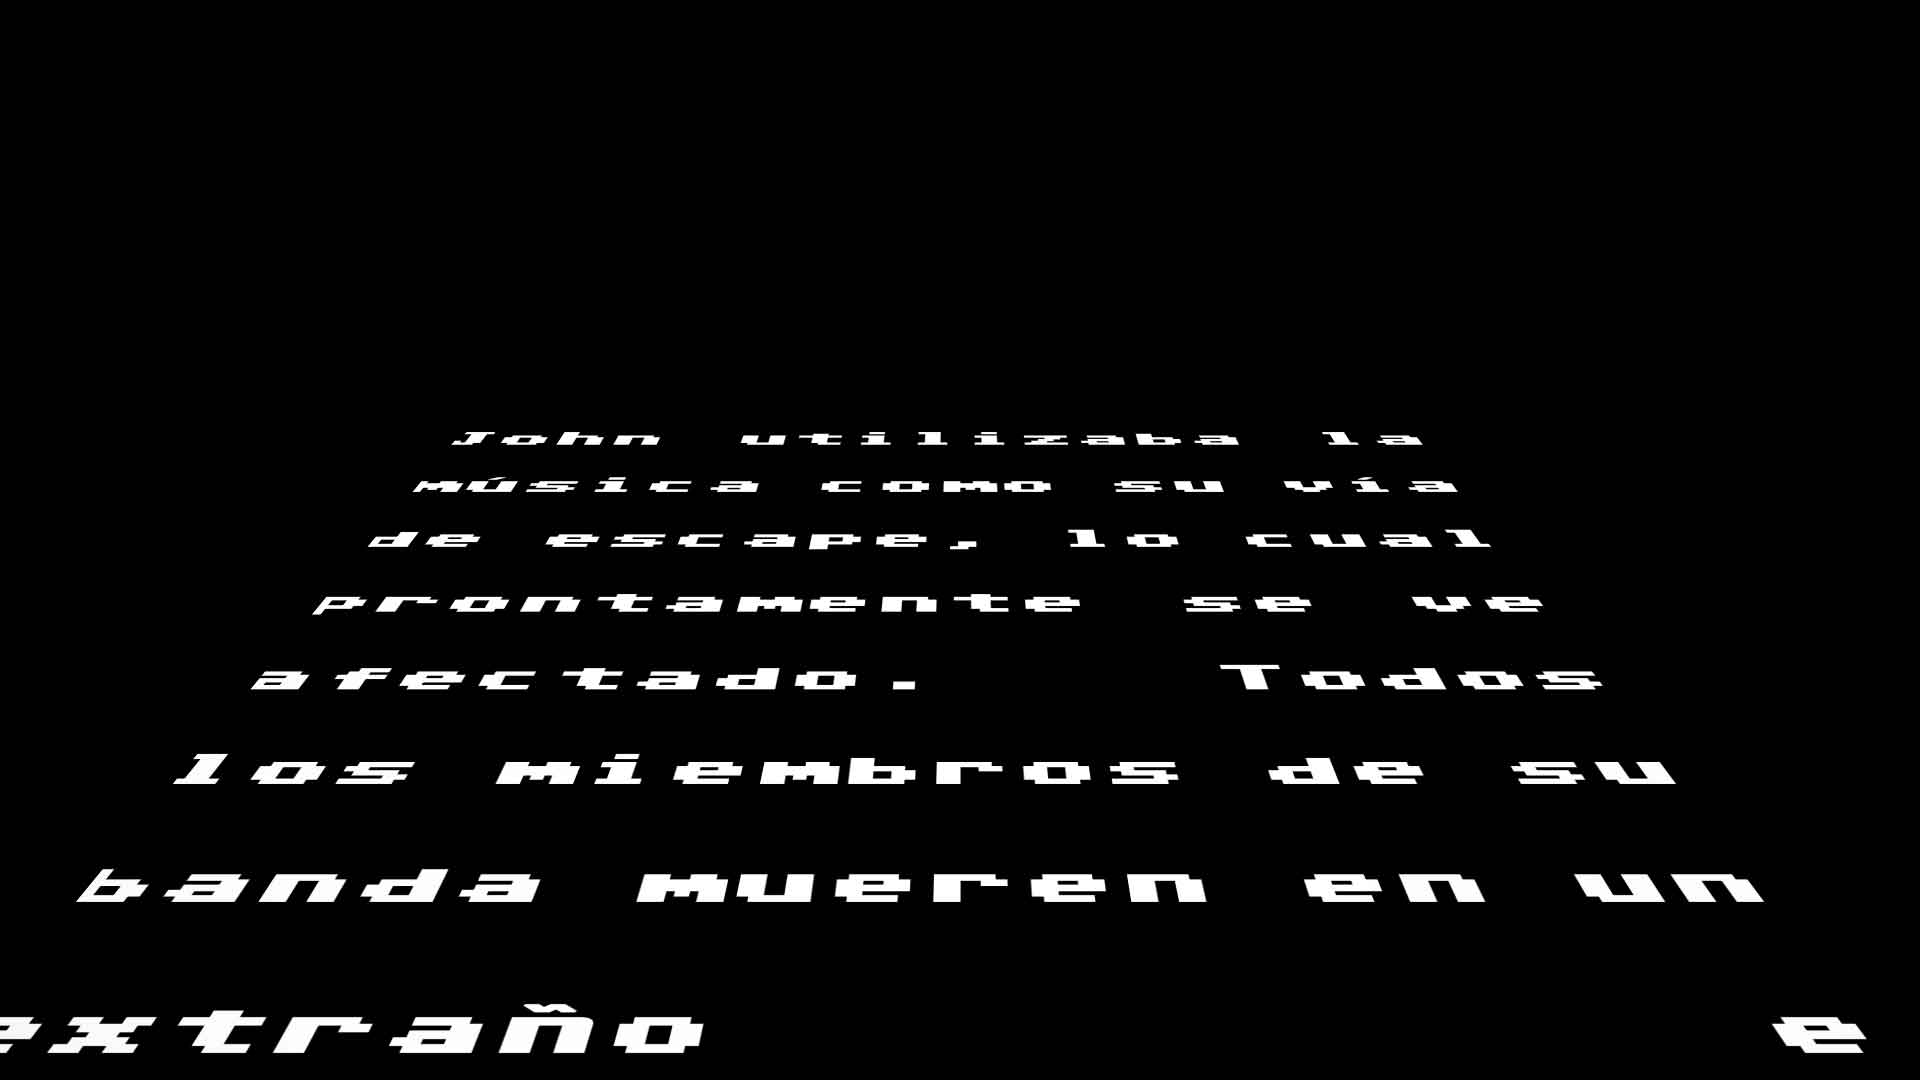 John utilizaba la
música como su vía
de escape, lo cual
prontamente se ve
afectado. Todos
los miembros de su
banda mueren en un
extraño e